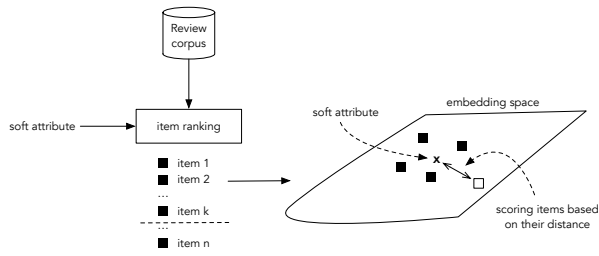 Review
corpus
soft attribute
item ranking
item 1
item 2
...
item k
...
item n
embedding space
soft attribute
x
scoring items based
on their distance